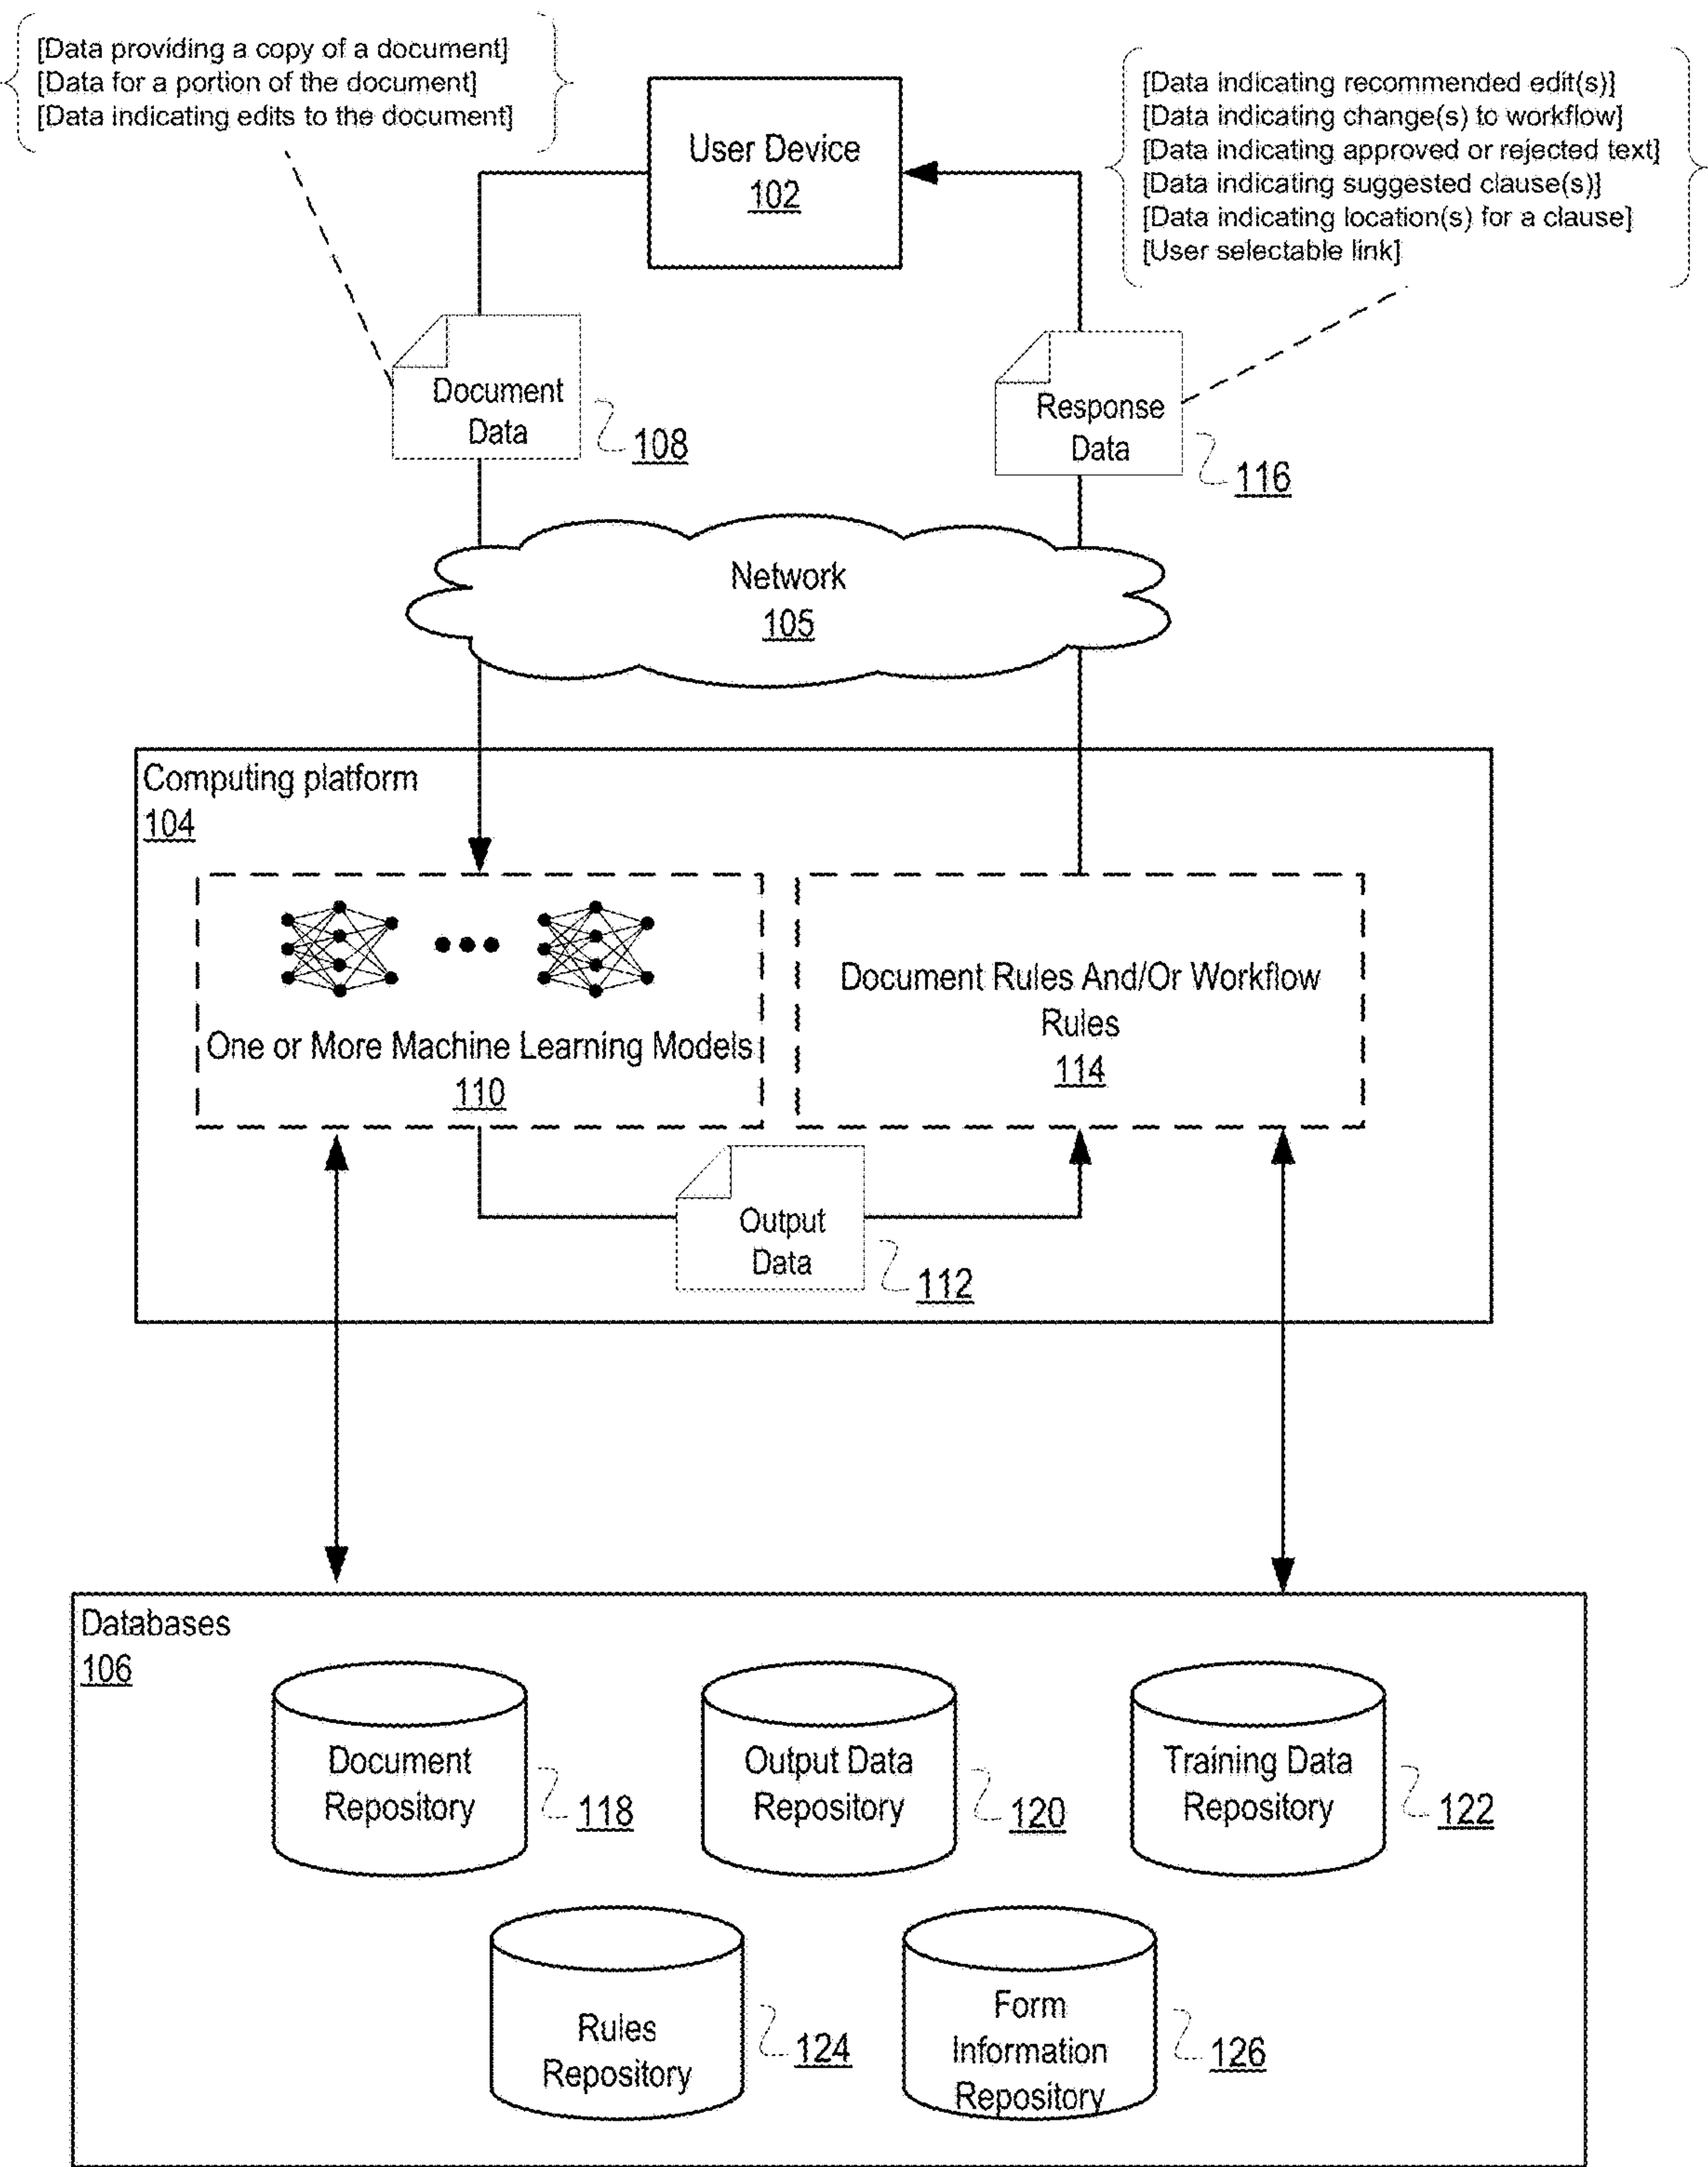 [Data providing a copy of a document]
[Data for a portion of the document]
[Data indicating edits to the document]
User Device
102
[Data indicating recommended edit(s)]
[Data indicating change(s) to workflow]
[Data indicating approved or rejected text]
[Data indicating suggested clause(s)]
[Data indicating location(s) for a clause]
[User selectable link]
Document
Data
108
Response
Data
116
Network
105
Computing platform
104
One or More Machine Learning Models
110
Document Rules And/Or Workflow
Rules
114
Output
Data
112
Databases
106
Document
Repository
118
Output Data
Repository
120
Training Data
Repository
122
Rules
Repository
124
Form
Information
Repository
126